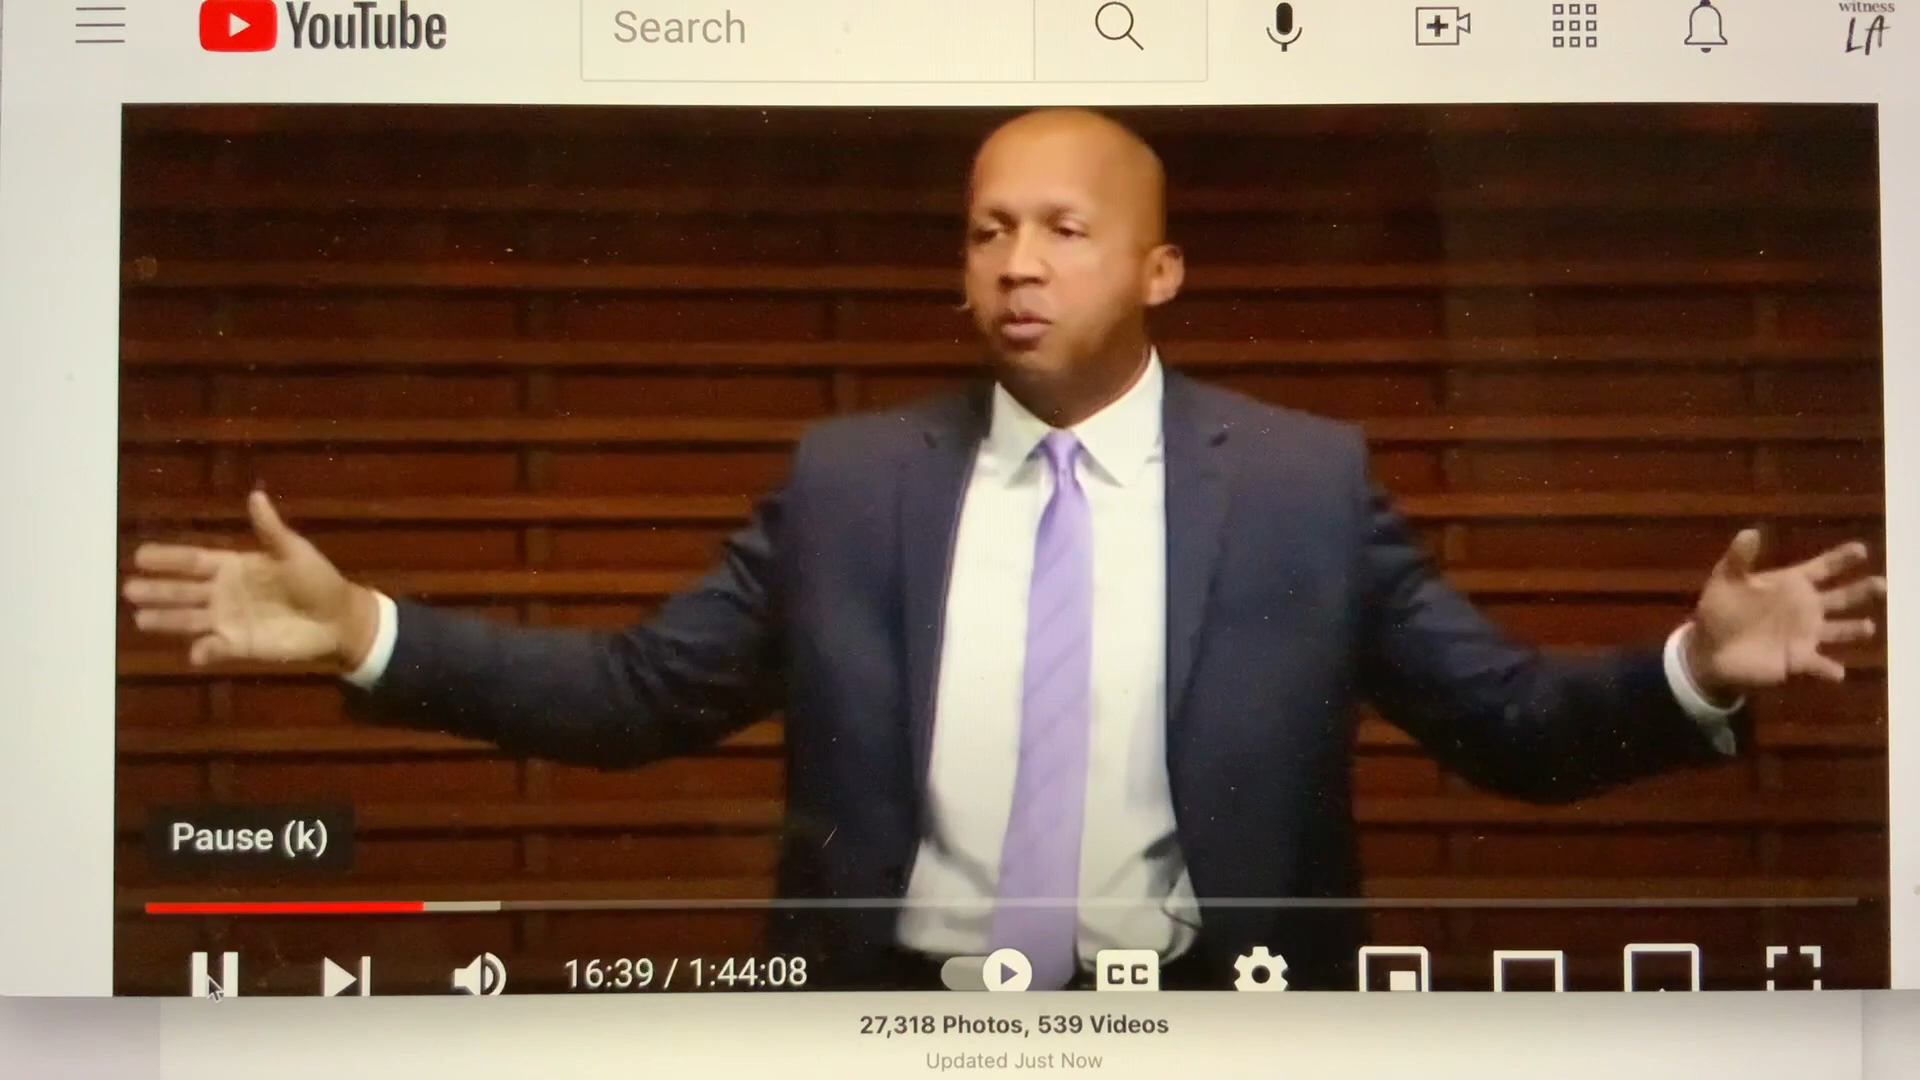 YouTube
Search
witness
LA
Pause (k)
16:39 / 1:44:08
CC
27,318 Photos, 539 Videos
Updated Just Now